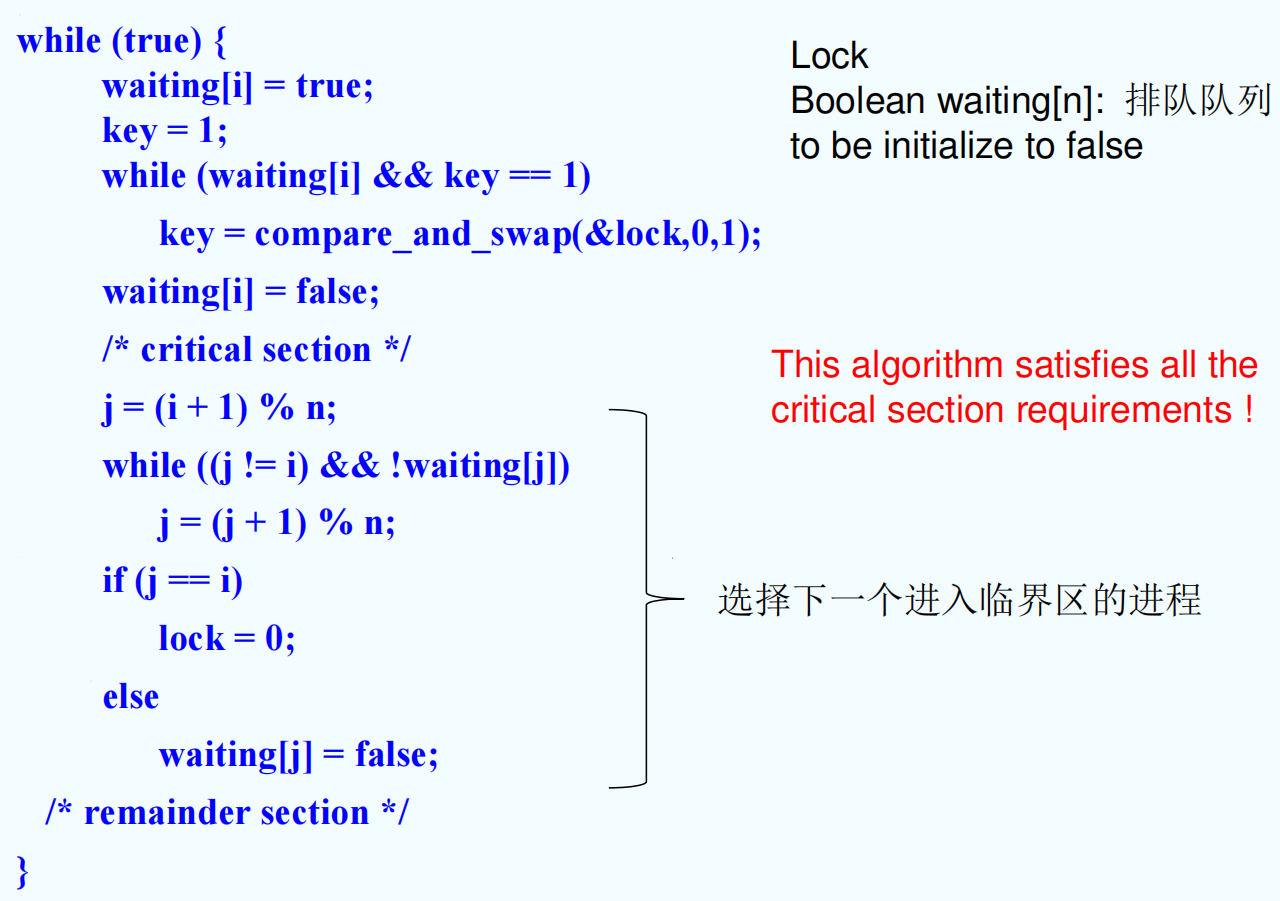 while (true) {
waiting[i] = true;
key = 1;
while (waiting[i] && key == 1)
key = compare_and_swap(&lock,0,1);
waiting[i] = false;
/* critical section */
j = (i + 1) % n;
while ((j != i) && !waiting[j])
j = (j + 1) % n;
if (j == i)
lock = 0;
else
waiting[j] = false;
/* remainder section */
}
Lock
Boolean waiting[n]: 排队队列
to be initialize to false
This algorithm satisfies all the
critical section requirements !
选择下一个进入临界区的进程